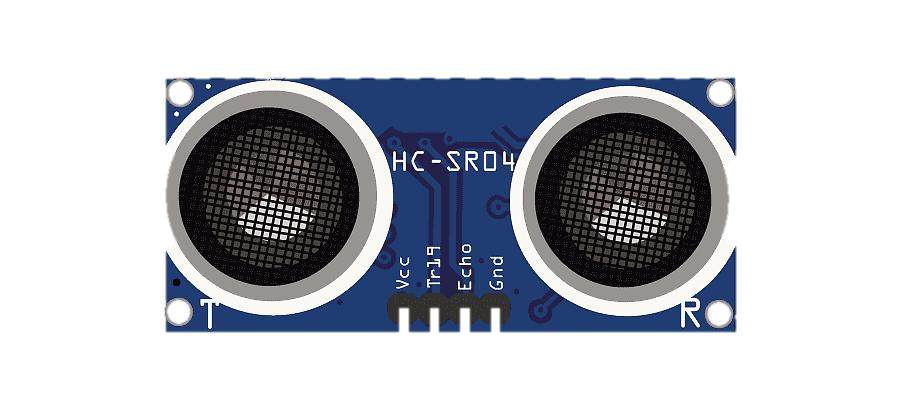 HC-SR04
Vcc
Trig
Echo
Gnd
T
R